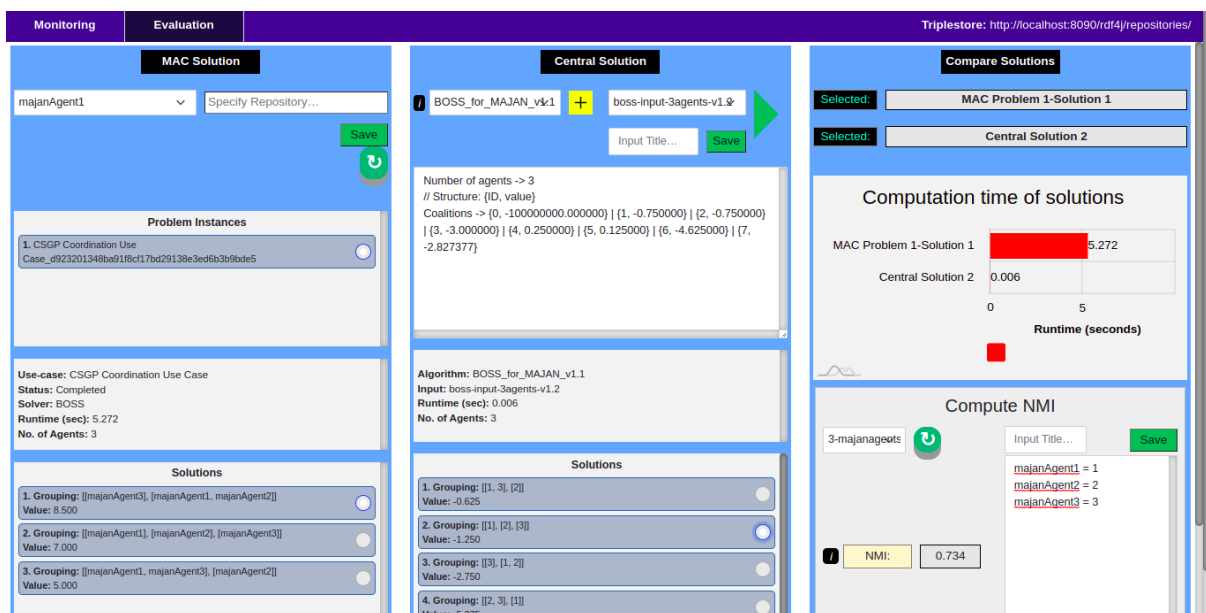 Monitoring
Evaluation
Triplestore: http://localhost:8090/rdf4j/repositories/
MAC Solution
majanAgent1
Specify Repository…
Save
Problem Instances
1. CSGP Coordination Use
Case_d923201348ba91f8cf17bd29138e3ed6b3b9bde5
Use-case: CSGP Coordination Use Case
Status: Completed
Solver: BOSS
Runtime (sec): 5.272
No. of Agents: 3
Solutions
1. Grouping: [[majanAgent3], [majanAgent1, majanAgent2]]
Value: 8.500
2. Grouping: [[majanAgent1], [majanAgent2], [majanAgent3]]
Value: 7.000
3. Grouping: [[majanAgent1, majanAgent3], [majanAgent2]]
Value: 5.000
Central Solution
i
BOSS_for_MAJAN_v1.1
+
boss-input-3agents-v1.2
Input Title…
Save
Number of agents -> 3
// Structure: {ID, value}
Coalitions -> {0, -100000000.000000} | {1, -0.750000} | {2, -0.750000}
| {3, -3.000000} | {4, 0.250000} | {5, 0.125000} | {6, -4.625000} | {7,
-2.827377}
Algorithm: BOSS_for_MAJAN_v1.1
Input: boss-input-3agents-v1.2
Runtime (sec): 0.006
No. of Agents: 3
Solutions
1. Grouping: [[1, 3], [2]]
Value: -0.625
2. Grouping: [[1], [2], [3]]
Value: -1.250
3. Grouping: [[3], [1, 2]]
Value: -2.750
4. Grouping: [[2, 3], [1]]
Compare Solutions
Selected:
MAC Problem 1-Solution 1
Selected:
Central Solution 2
Computation time of solutions
MAC Problem 1-Solution 1
5.272
Central Solution 2
0.006
0
5
Runtime (seconds)
Compute NMI
3-majanagents
Input Title…
Save
majanAgent1 = 1
majanAgent2 = 2
majanAgent3 = 3
i
NMI:
0.734